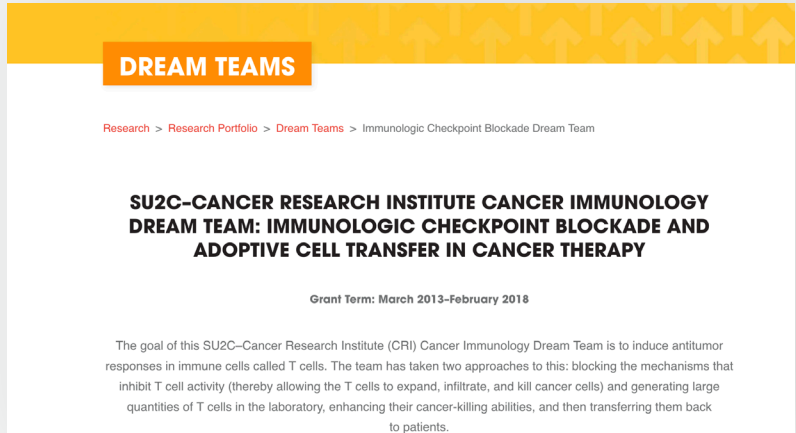 DREAM TEAMS
Research > Research Portfolio > Dream Teams > Immunologic Checkpoint Blockade Dream Team
SU2C–CANCER RESEARCH INSTITUTE CANCER IMMUNOLOGY
DREAM TEAM: IMMUNOLOGIC CHECKPOINT BLOCKADE AND
ADOPTIVE CELL TRANSFER IN CANCER THERAPY
Grant Term: March 2013–February 2018
The goal of this SU2C–Cancer Research Institute (CRI) Cancer Immunology Dream Team is to induce antitumor
responses in immune cells called T cells. The team has taken two approaches to this: blocking the mechanisms that
inhibit T cell activity (thereby allowing the T cells to expand, infiltrate, and kill cancer cells) and generating large
quantities of T cells in the laboratory, enhancing their cancer-killing abilities, and then transferring them back
to patients.